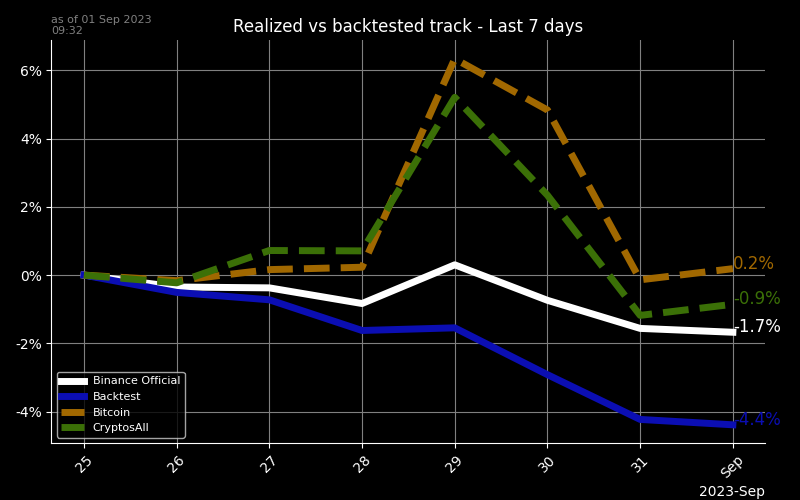 as of 01 Sep 2023
09:32
Realized vs backtested track - Last 7 days
6%
4%
2%
0%
-2%
-4%
0.2%
-0.9%
-1.7%
-4.4%
Binance Official
Backtest
Bitcoin
CryptosAll
25
26
27
28
29
30
31
Sep
2023-Sep